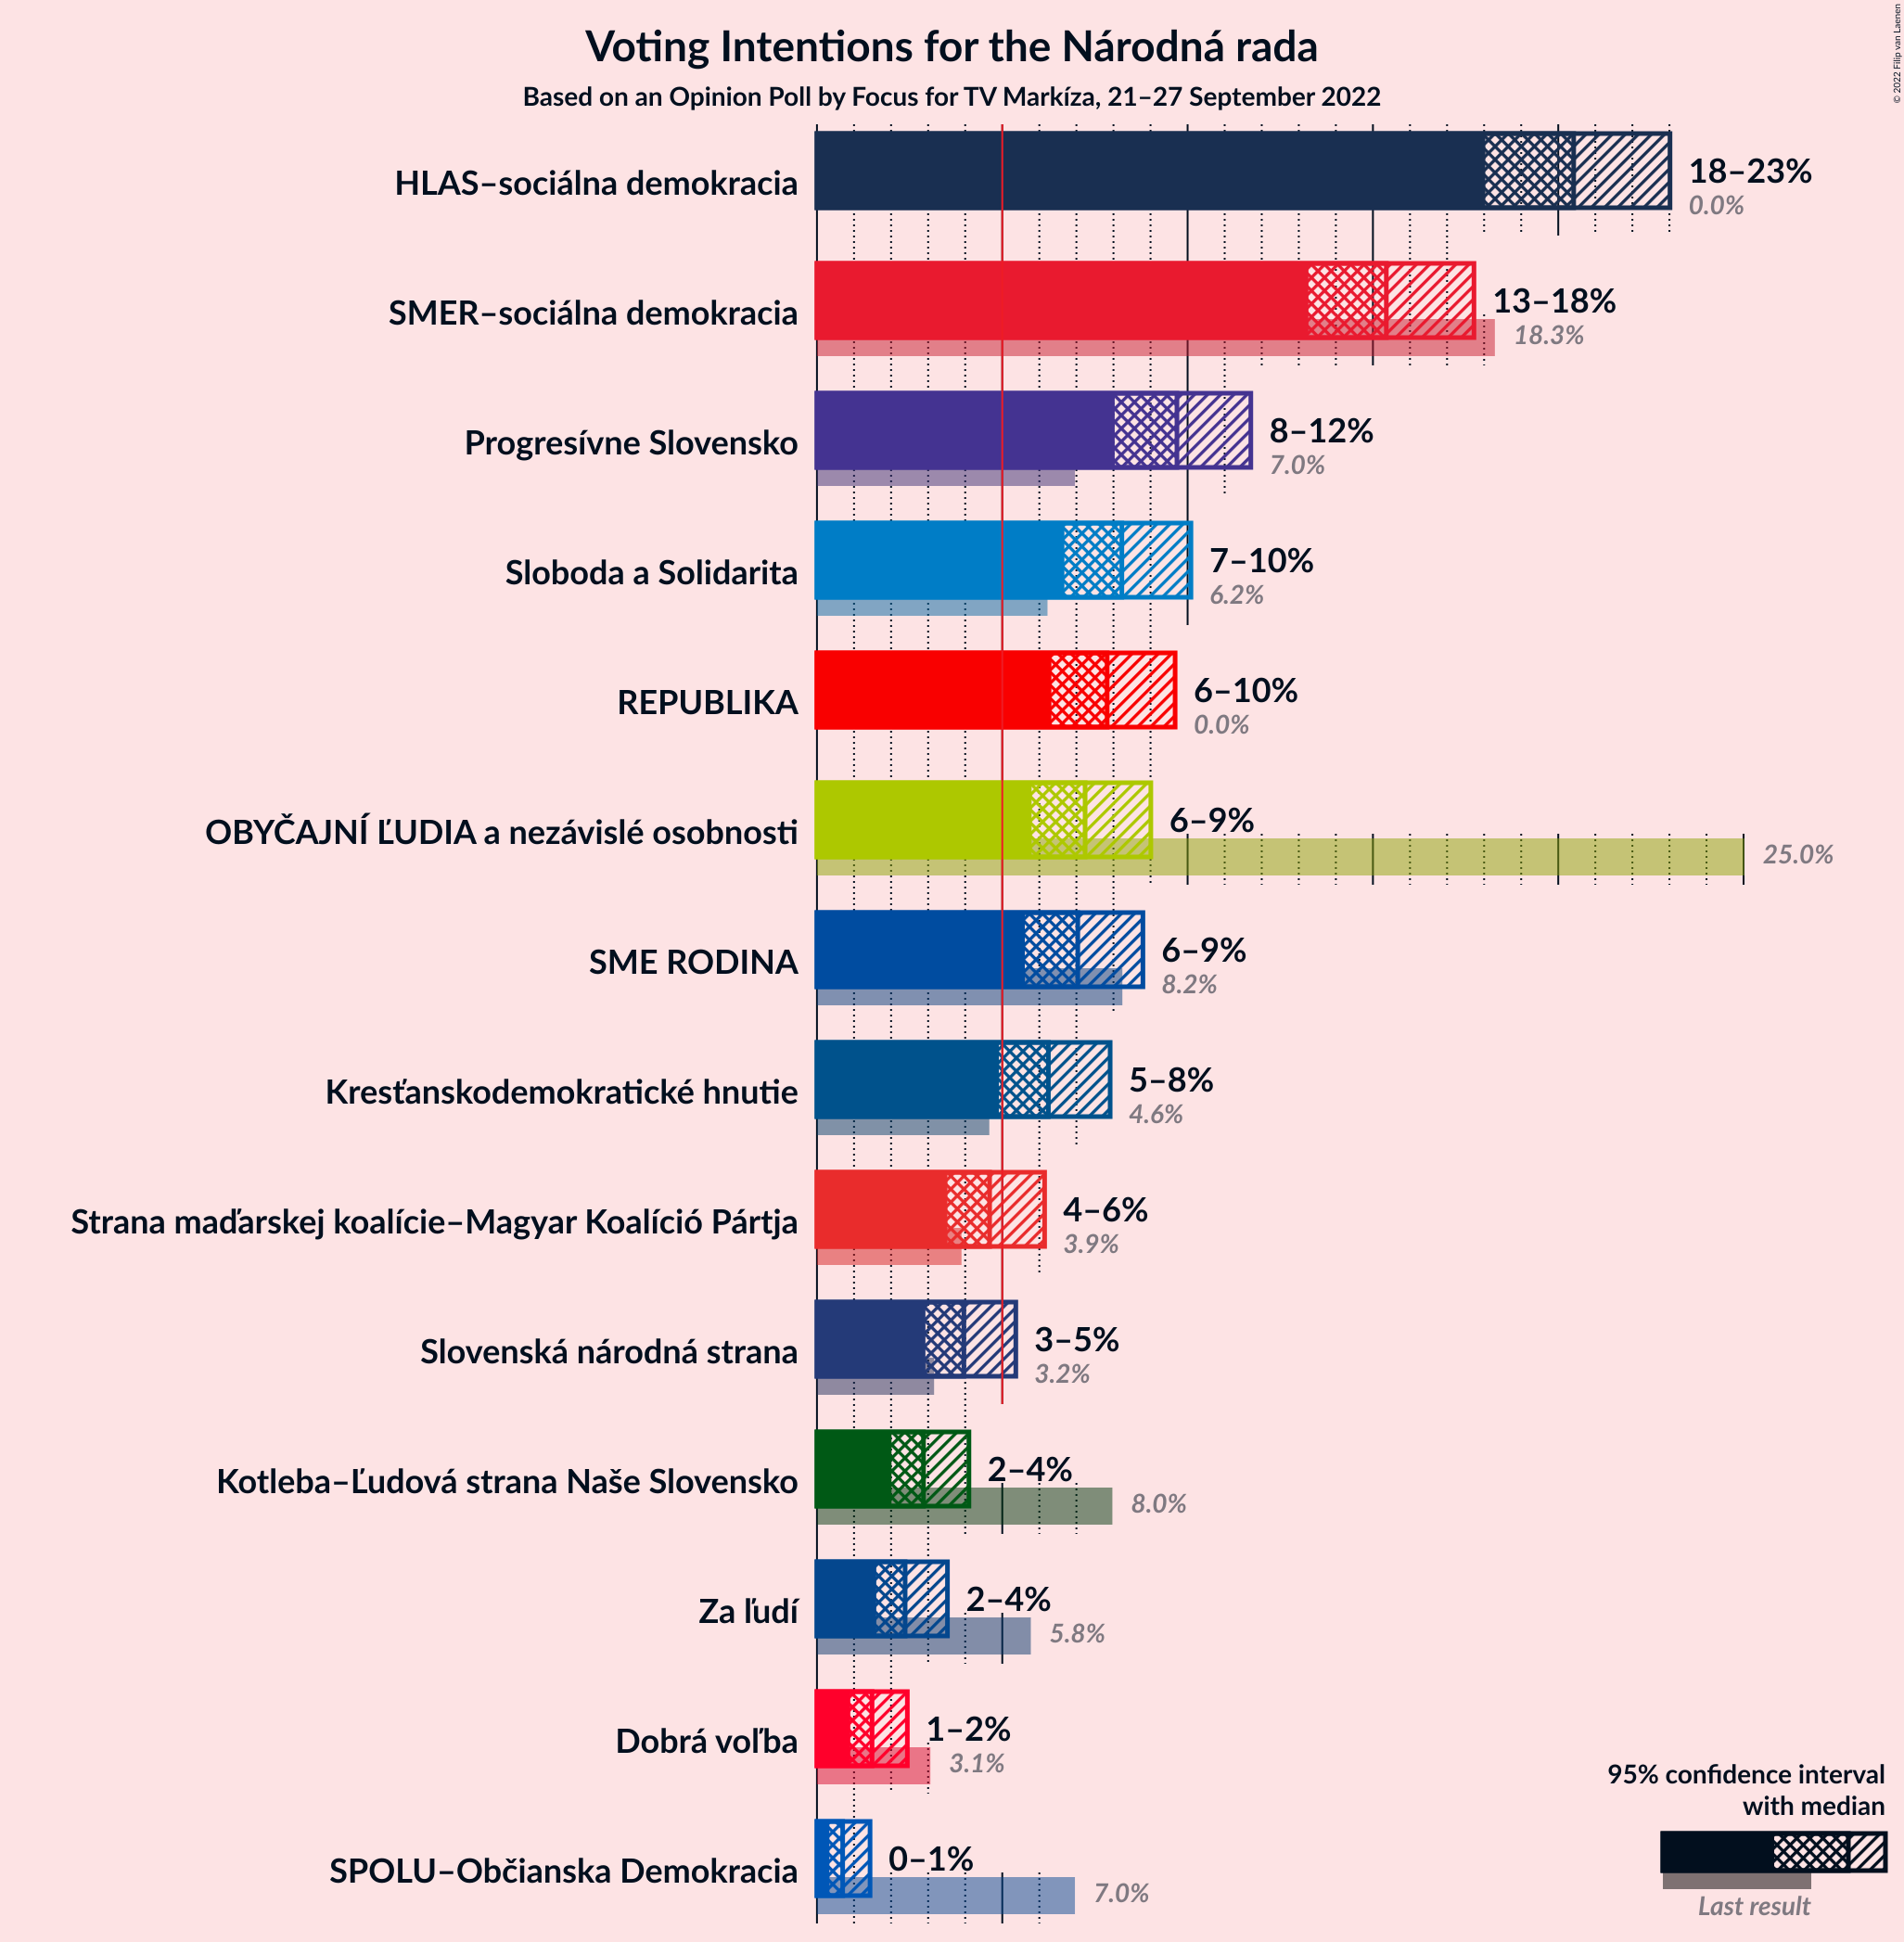 Voting Intentions for the Národná rada
Based on an Opinion Poll by Focus for TV Markíza, 21–27 September 2022
© 2022 Filip van Laenen
HLAS–sociálna demokracia
18–23%
0.0%
SMER–sociálna demokracia
13–18%
18.3%
Progresívne Slovensko
8–12%
7.0%
Sloboda a Solidarita
7–10%
6.2%
REPUBLIKA
6–10%
0.0%
OBYČAJNÍ ĽUDIA a nezávislé osobnosti
6–9%
25.0%
SME RODINA
6–9%
8.2%
Kresťanskodemokratické hnutie
5–8%
4.6%
Strana maďarskej koalície–Magyar Koalíció Pártja
4–6%
3.9%
Slovenská národná strana
3–5%
3.2%
Kotleba–Ľudová strana Naše Slovensko
2–4%
8.0%
Za ľudí
2–4%
5.8%
Dobrá voľba
1–2%
3.1%
SPOLU–Občianska Demokracia
0–1%
7.0%
95% confidence interval
with median
Last result